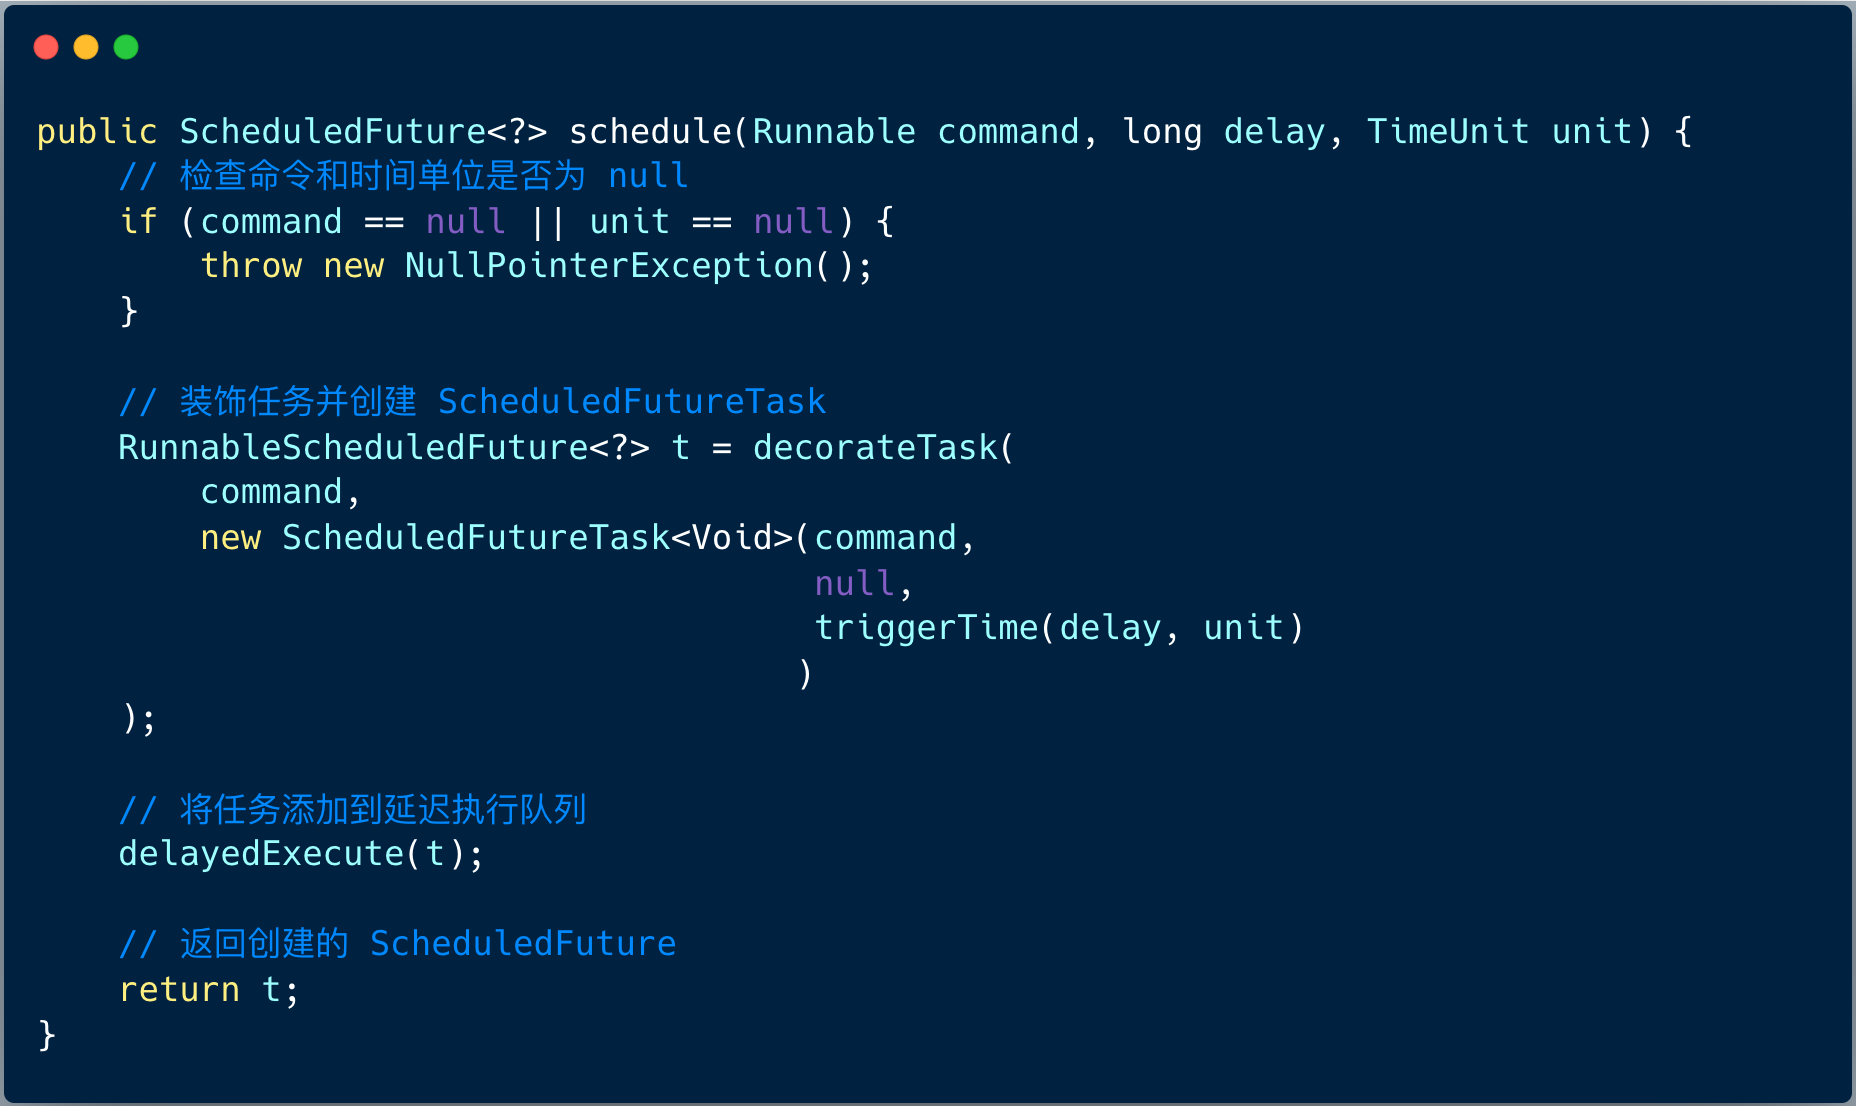 public ScheduledFuture<?> schedule(Runnable command, long delay, TimeUnit unit) {
    // 检查命令和时间单位是否为 null
    if (command == null || unit == null) {
        throw new NullPointerException();
    }

    // 装饰任务并创建 ScheduledFutureTask
    RunnableScheduledFuture<?> t = decorateTask(
        command,
        new ScheduledFutureTask<Void>(command,
                                      null,
                                      triggerTime(delay, unit)
                                     )
    );

    // 将任务添加到延迟执行队列
    delayedExecute(t);

    // 返回创建的 ScheduledFuture
    return t;
}